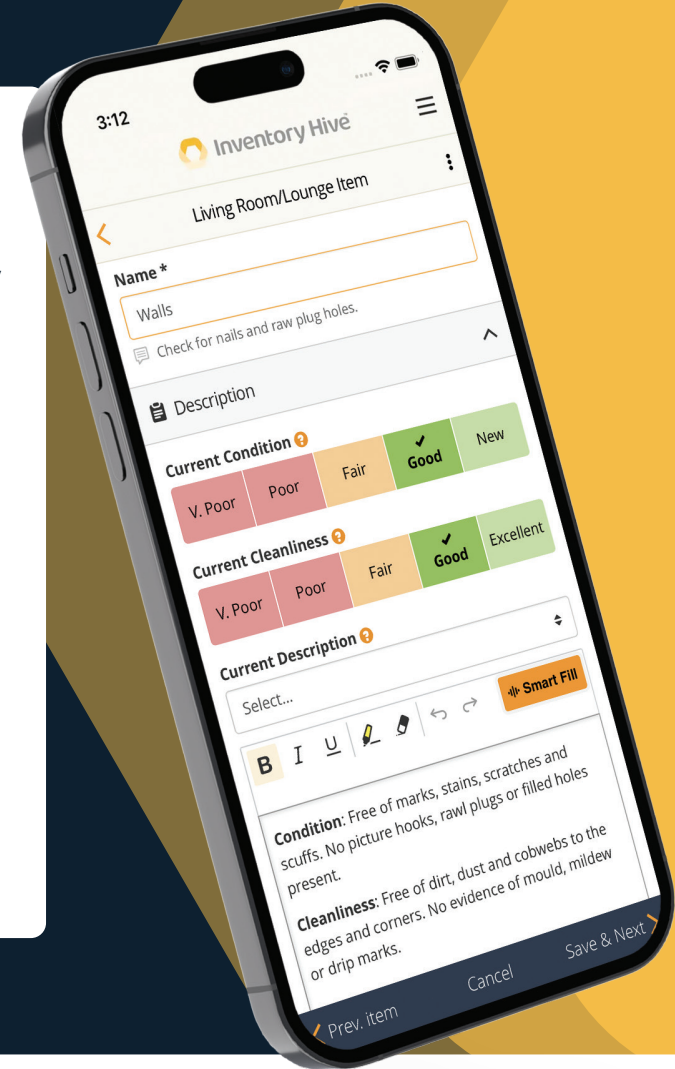 3:12
Inventory Hive
Living Room/Lounge Item
Name *
Walls
Check for nails and raw plug holes.
Description
Current Condition ?
V. Poor Poor Fair Good New
Current Cleanliness ?
V. Poor Poor Fair Good Excellent
Current Description ?
Select...
B I U Smart Fill
Condition: Free of marks, stains, scratches and
scuffs. No picture hooks, rawl plugs or filled holes
present.
Cleanliness: Free of dirt, dust and cobwebs to the
edges and corners. No evidence of mould, mildew
or drip marks.
Prev. item Cancel Save & Next